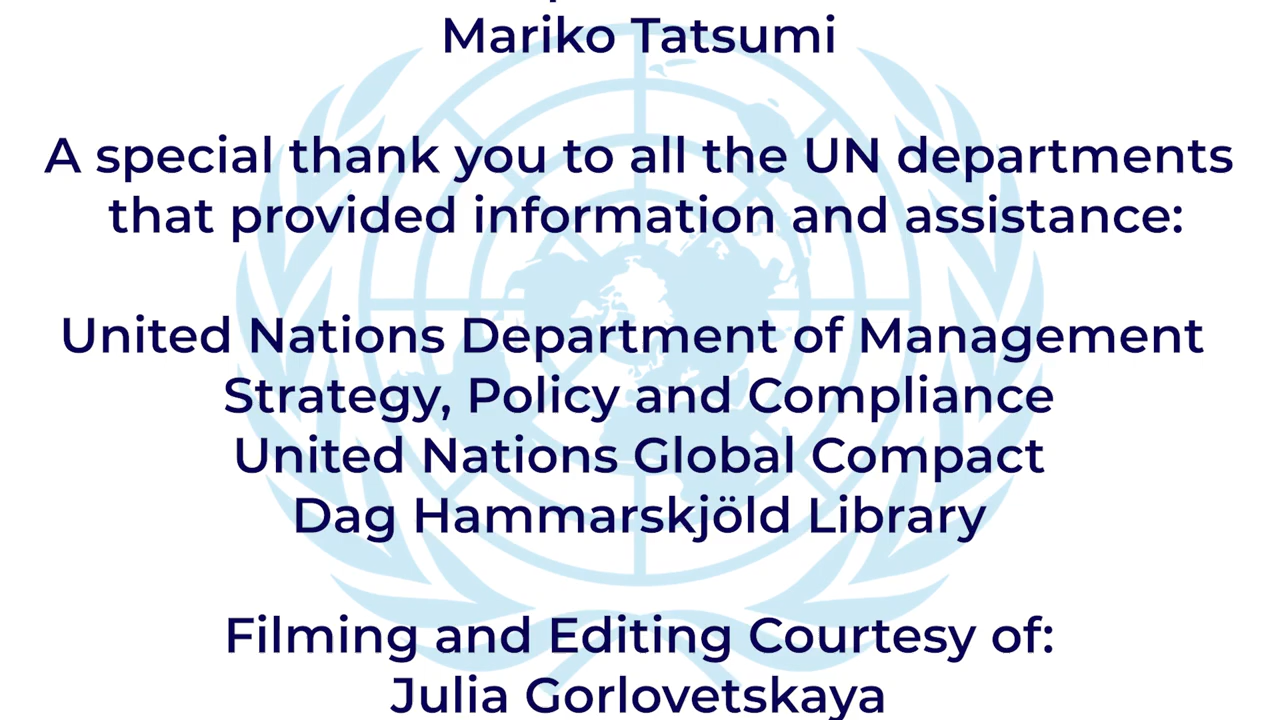 Mariko Tatsumi
A special thank you to all the UN departments
that provided information and assistance:
United Nations Department of Management
Strategy, Policy and Compliance
United Nations Global Compact
Dag Hammarskjöld Library
Filming and Editing Courtesy of:
Julia Gorlovetskaya